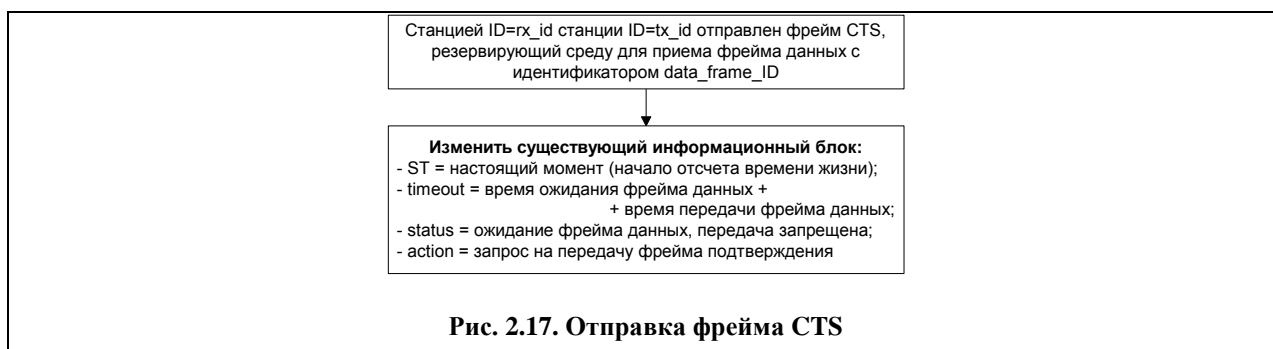 Станцией ID=rx_id станции ID=tx_id отправлен фрейм CTS,
резервирующий среду для приема фрейма данных с
идентификатором data_frame_ID
Изменить существующий информационный блок:
- ST = настоящий момент (начало отсчета времени жизни);
- timeout = время ожидания фрейма данных +
+ время передачи фрейма данных;
- status = ожидание фрейма данных, передача запрещена;
- action = запрос на передачу фрейма подтверждения
Рис. 2.17. Отправка фрейма CTS